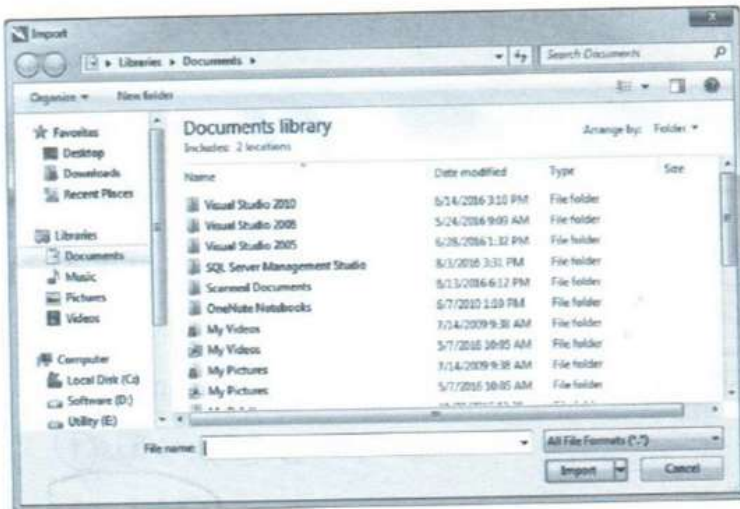 Import
Libraries ▸ Documents ▸
Search Documents
Organize New folder
Favorites
Desktop
Downloads
Recent Places
Libraries
Documents
Music
Pictures
Videos
Computer
Local Disk (C:)
Software (D:)
Utility (E:)
Documents library
Includes: 2 locations
Arrange by: Folder
Name Date modified Type Size
Visual Studio 2010 6/14/2016 3:10 PM File folder
Visual Studio 2008 5/24/2016 9:09 AM File folder
Visual Studio 2005 6/28/2016 1:32 PM File folder
SQL Server Management Studio 8/3/2016 3:31 PM File folder
Scanned Documents 6/13/2016 6:12 PM File folder
OneNote Notebooks File folder
My Videos 7/14/2009 9:38 AM File folder
My Videos 5/7/2016 10:05 AM File folder
My Pictures 7/14/2009 9:38 AM File folder
My Pictures 5/7/2016 10:05 AM File folder
File name:
All File Formats (*.*)
Import Cancel